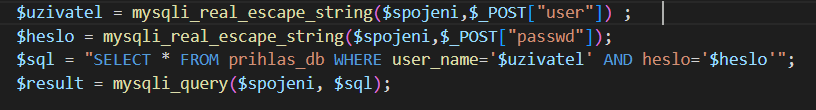 $uzivatel = mysqli_real_escape_string($spojeni,$_POST["user"]) ;
$heslo = mysqli_real_escape_string($spojeni,$_POST["passwd"]);
$sql = "SELECT * FROM prihlas_db WHERE user_name='$uzivatel' AND heslo='$heslo'";
$result = mysqli_query($spojeni, $sql);